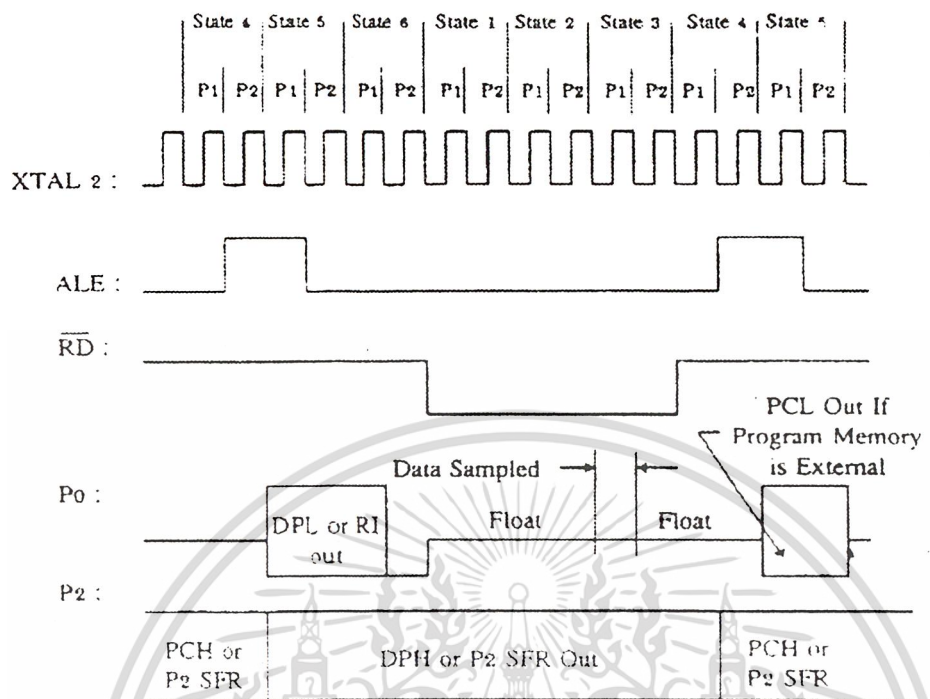 State 4 State 5 State 6 State 1 State 2 State 3 State 4 State 5
P1 P2 P1 P2 P1 P2 P1 P2 P1 P2 P1 P2 P1 P2 P1 P2
XTAL 2 :
ALE :
RD :
PCL Out If
Program Memory
is External
Data Sampled
P0 :
DPL or RI
out
Float
Float
P2 :
PCH or
P2 SFR
DPH or P2 SFR Out
PCH or
P2 SFR